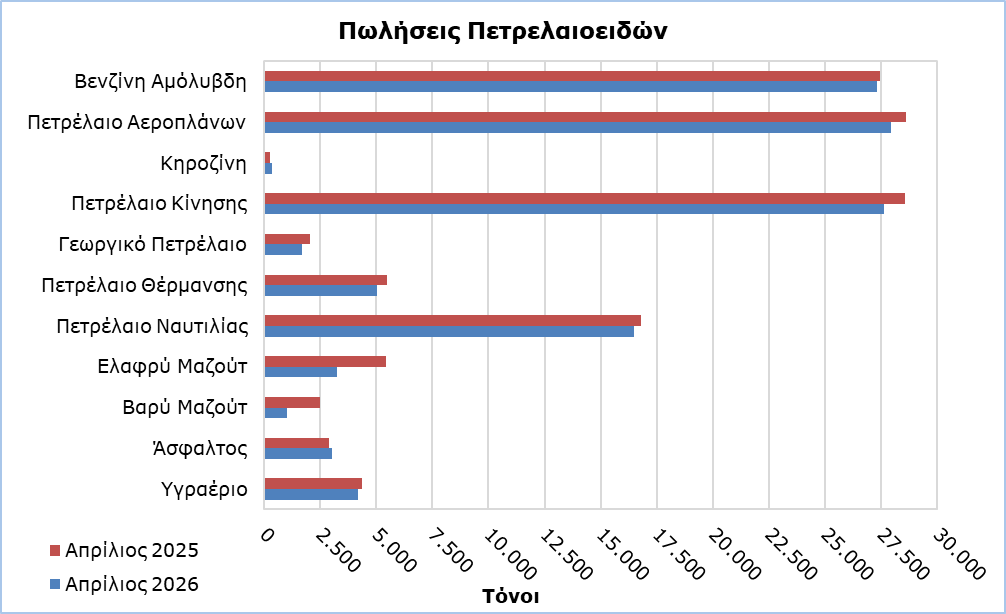 Πωλήσεις Πετρελαιοειδών
Βενζίνη Αμόλυβδη
Πετρέλαιο Αεροπλάνων
Κηροζίνη
Πετρέλαιο Κίνησης
Γεωργικό Πετρέλαιο
Πετρέλαιο Θέρμανσης
Πετρέλαιο Ναυτιλίας
Ελαφρύ Μαζούτ
Βαρύ Μαζούτ
Άσφαλτος
Υγραέριο
0 2.500 5.000 7.500 10.000 12.500 15.000 17.500 20.000 22.500 25.000 27.500 30.000
Τόνοι
Απρίλιος 2025
Απρίλιος 2026